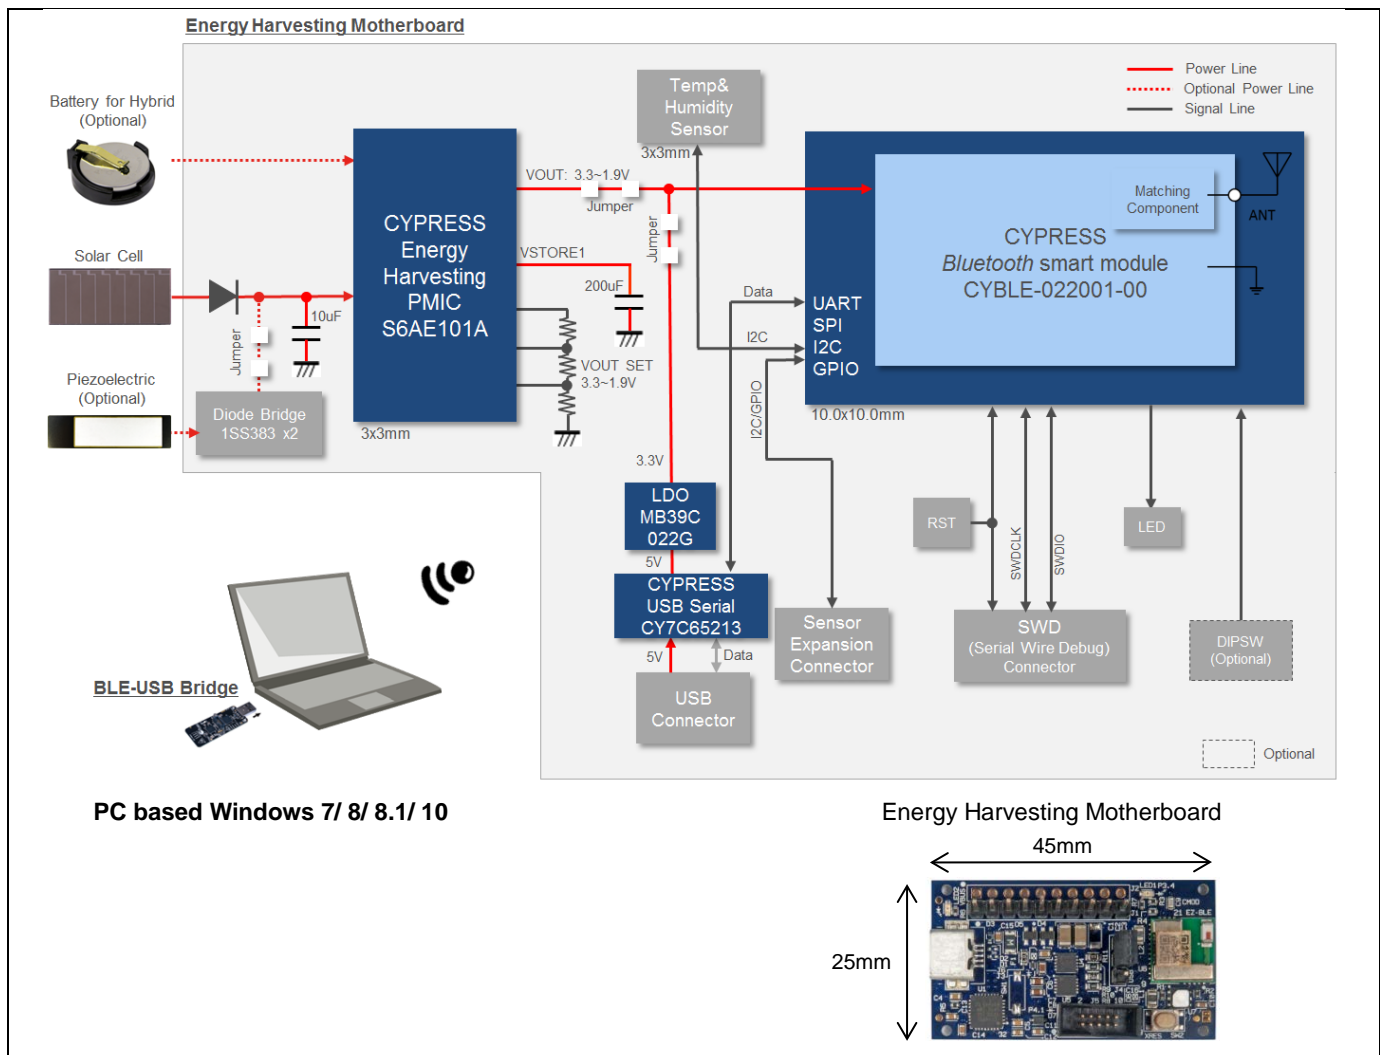 Energy Harvesting Motherboard
Power Line
Optional Power Line
Signal Line
Battery for Hybrid
(Optional)
Temp&
Humidity
Sensor
3x3mm
VOUT: 3.3~1.9V
Jumper
Jumper
Matching
Component
ANT
CYPRESS
Energy
Harvesting
PMIC
S6AE101A
3x3mm
CYPRESS
Bluetooth smart module
CYBLE-022001-00
Solar Cell
VSTORE1
200uF
10uF
Jumper
Data
UART
SPI
I2C
GPIO
I2C
VOUT SET
3.3~1.9V
Piezoelectric
(Optional)
Diode Bridge
1SS383 x2
I2C/GPIO
10.0x10.0mm
3.3V
LDO
MB39C
022G
5V
RST
SWDCLK
SWDIO
LED
CYPRESS
USB Serial
CY7C65213
5V
Data
USB
Connector
Sensor
Expansion
Connector
SWD
(Serial Wire Debug)
Connector
DIPSW
(Optional)
Optional
BLE-USB Bridge
PC based Windows 7/ 8/ 8.1/ 10
Energy Harvesting Motherboard
45mm
25mm